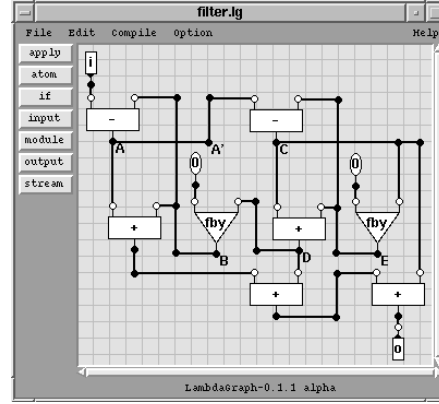 filter.lg
File Edit Compile Option Help
apply
atom
if
input
module
output
stream
i
- -
A A' C
0 0
+ fby + fby
B D E
+ +
o
LambdaGraph-0.1.1 alpha